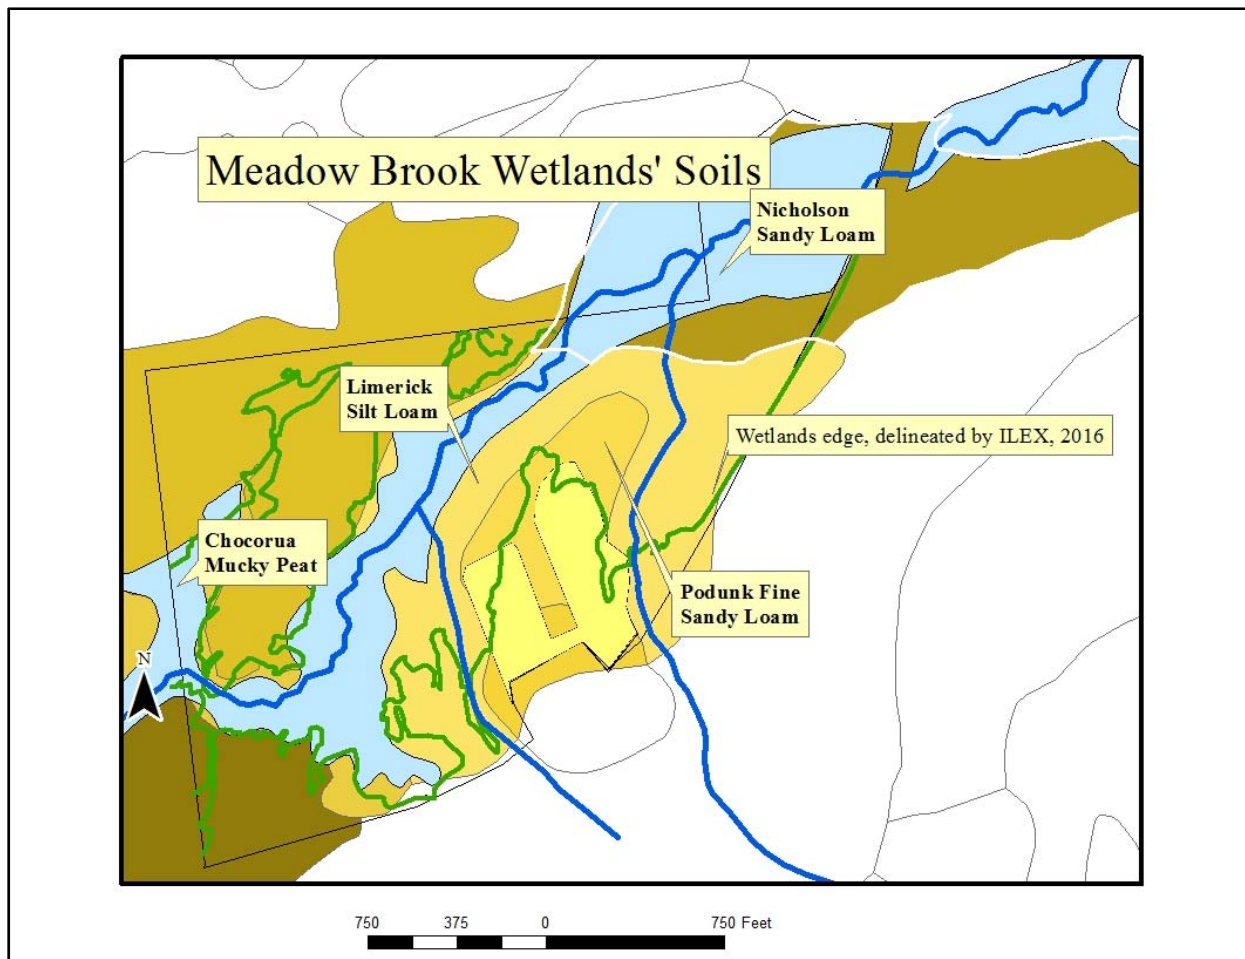 Meadow Brook Wetlands' Soils
Nicholson
Sandy Loam
Limerick
Silt Loam
Wetlands edge, delineated by ILEX, 2016
Chocorua
Mucky Peat
Podunk Fine
Sandy Loam
N
750 375 0 750 Feet